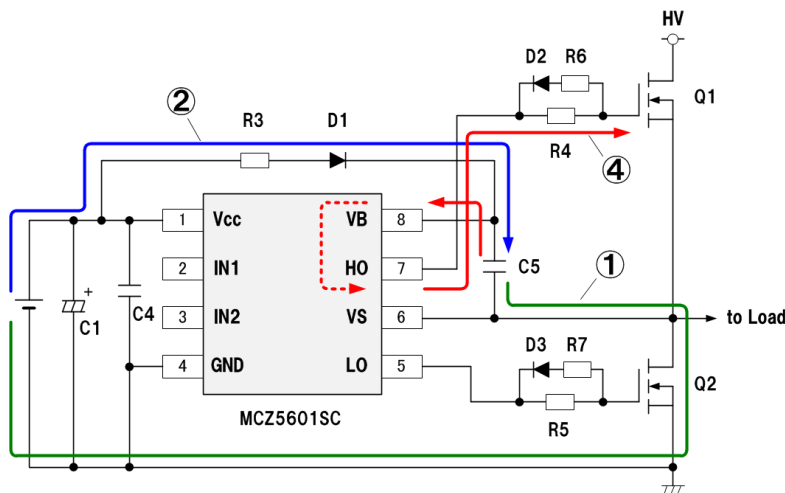 HV
D2 R6
Q1
②
R3 D1
R4
④
1 Vcc VB 8
2 IN1 HO 7
C5
①
+
C1
C4
3 IN2 VS 6
to Load
D3 R7
4 GND LO 5
Q2
R5
MCZ5601SC